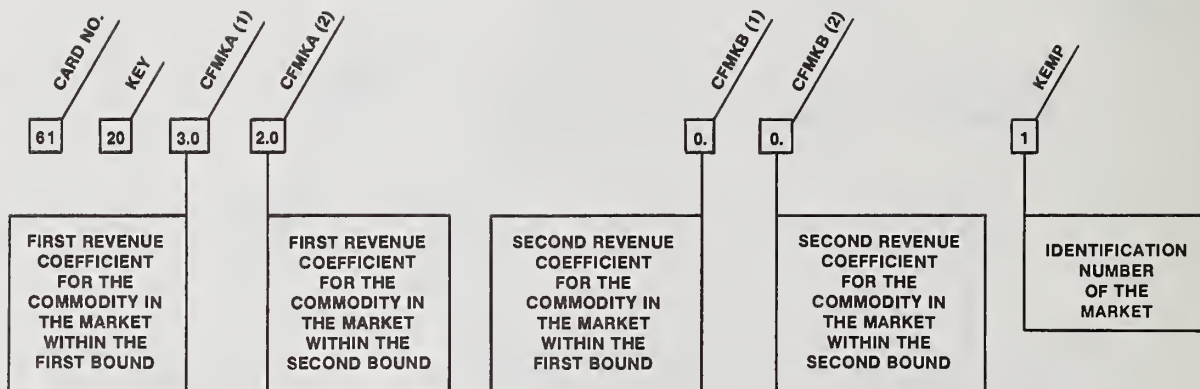 CARD NO.
KEY
CFMKA (1)
CFMKA (2)
CFMKB (1)
CFMKB (2)
KEMP
61
20
3.0
2.0
0.
0.
1
FIRST REVENUE
COEFFICIENT
FOR THE
COMMODITY IN
THE MARKET
WITHIN THE
FIRST BOUND
FIRST REVENUE
COEFFICIENT
FOR THE
COMMODITY IN
THE MARKET
WITHIN THE
SECOND BOUND
SECOND REVENUE
COEFFICIENT
FOR THE
COMMODITY IN
THE MARKET
WITHIN THE
FIRST BOUND
SECOND REVENUE
COEFFICIENT
FOR THE
COMMODITY IN
THE MARKET
WITHIN THE
SECOND BOUND
IDENTIFICATION
NUMBER
OF THE
MARKET